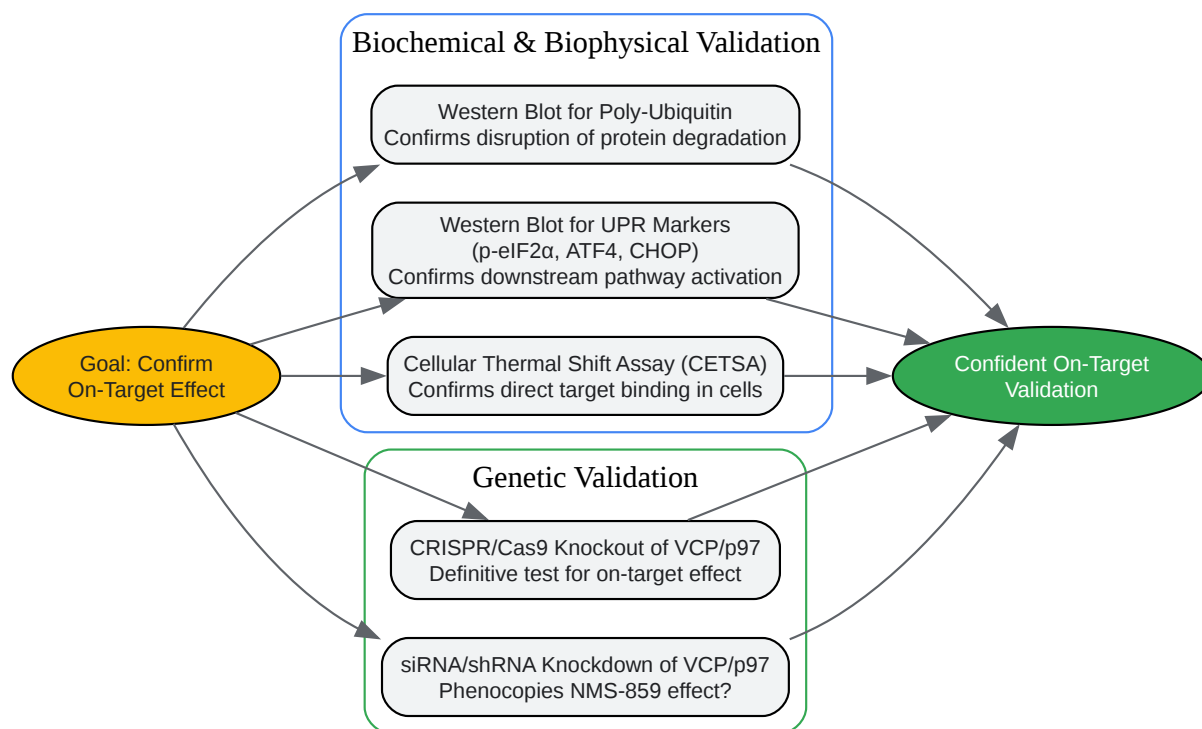 Biochemical & Biophysical Validation
Western Blot for Poly-Ubiquitin
Confirms disruption of protein degradation
Western Blot for UPR Markers
(p-eIF2α, ATF4, CHOP)
Confirms downstream pathway activation
Goal: Confirm
On-Target Effect
Cellular Thermal Shift Assay (CETSA)
Confirms direct target binding in cells
Confident On-Target
Validation
Genetic Validation
CRISPR/Cas9 Knockout of VCP/p97
Definitive test for on-target effect
siRNA/shRNA Knockdown of VCP/p97
Phenocopies NMS-859 effect?